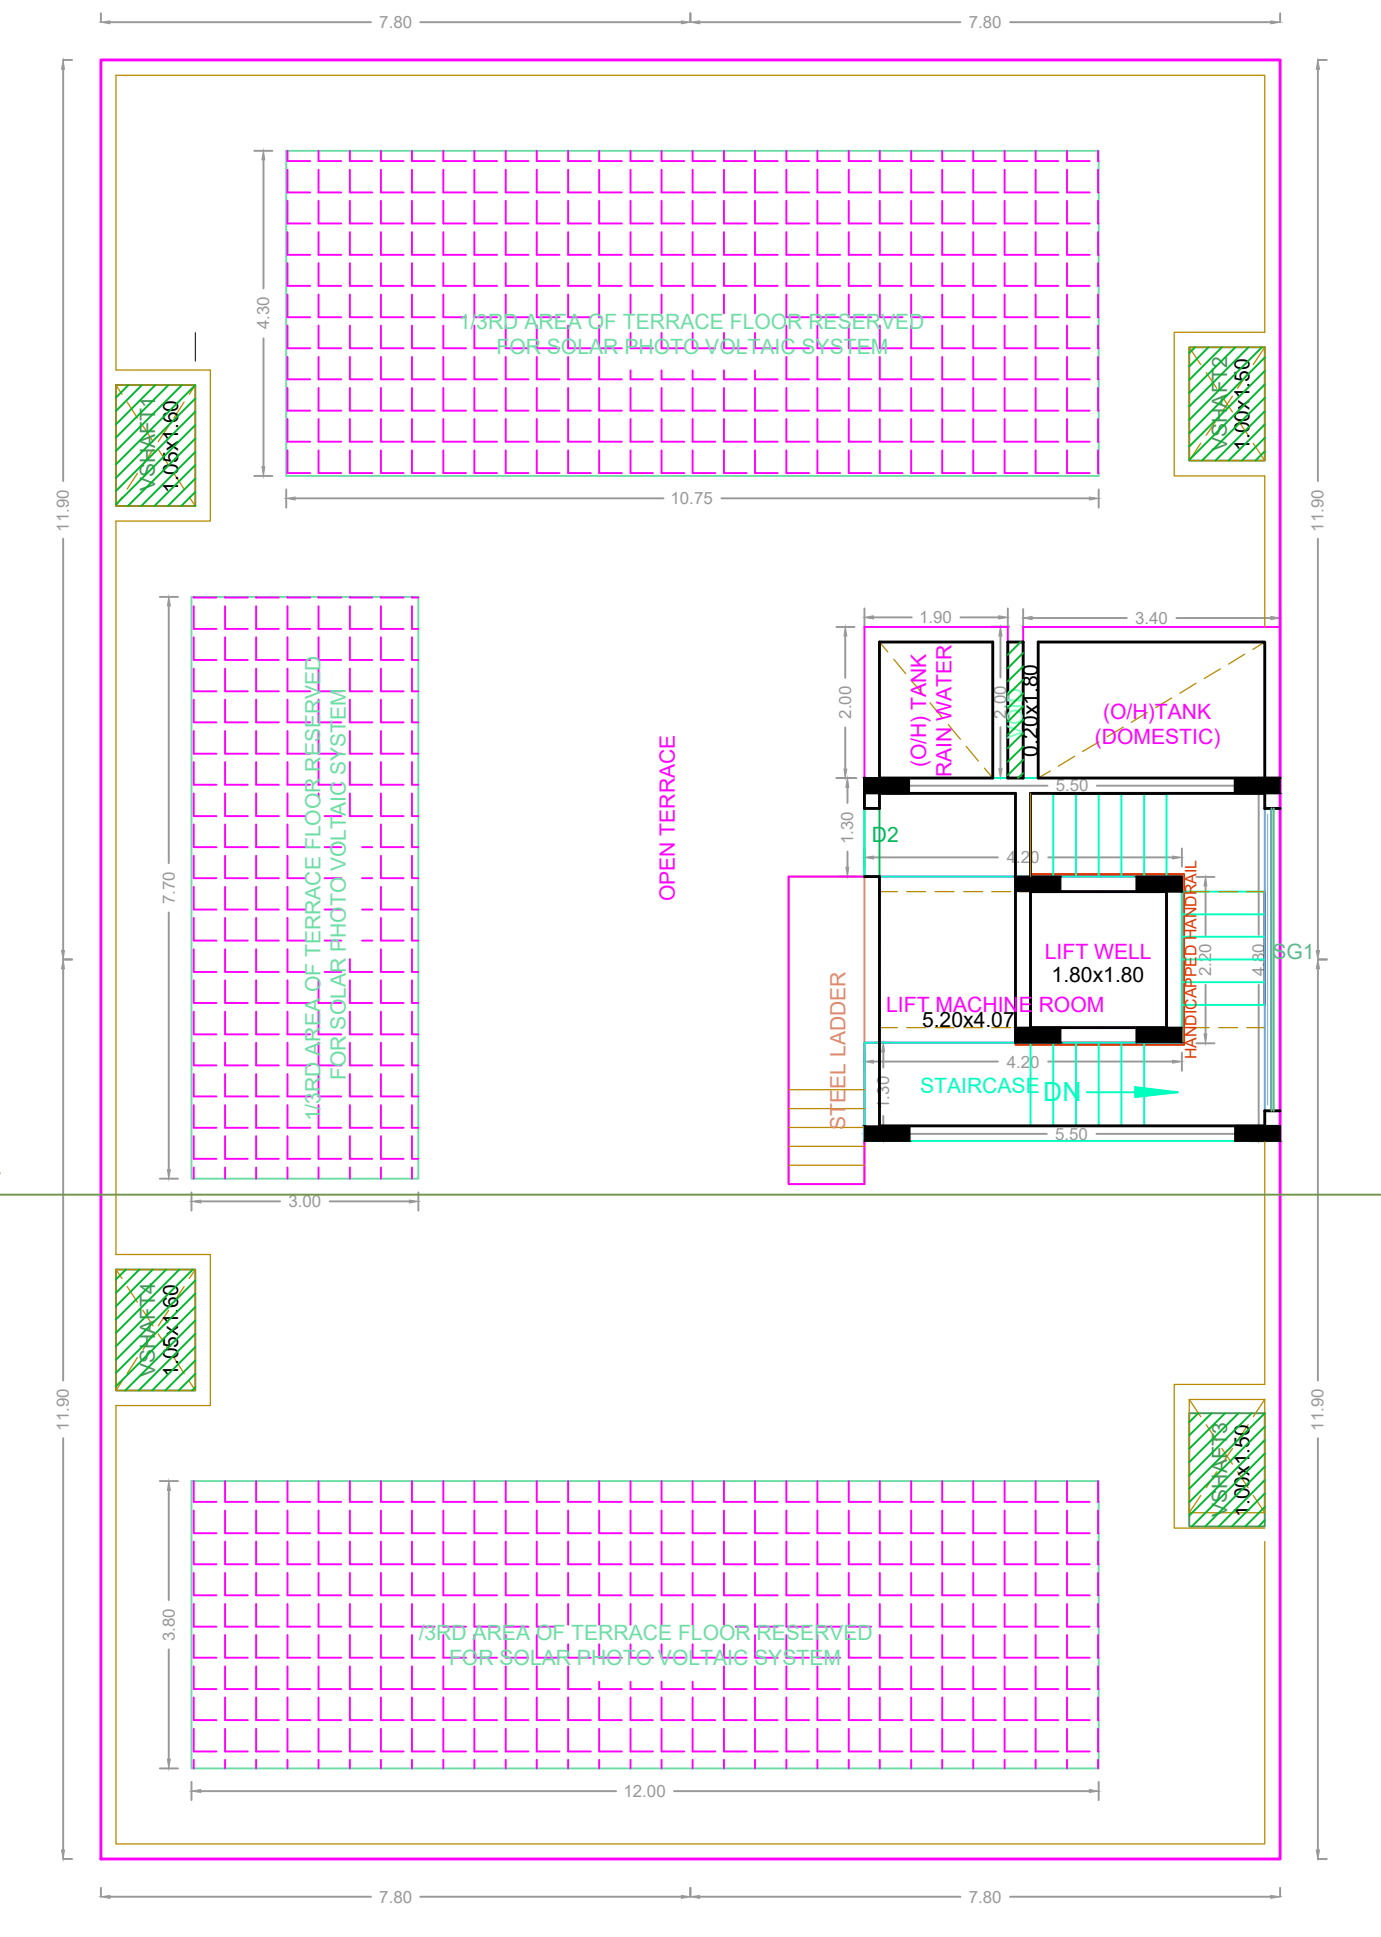 7.80
7.80
4.30
1/3RD AREA OF TERRACE FLOOR RESERVED
FOR SOLAR PHOTO VOLTAIC SYSTEM
10.75
VSHAFT1
1.05x1.60
VSHAFT2
1.00x1.50
11.90
11.90
7.70
1/3RD AREA OF TERRACE FLOOR RESERVED
FOR SOLAR PHOTO VOLTAIC SYSTEM
3.00
OPEN TERRACE
1.90
3.40
2.00
(O/H) TANK
RAIN WATER
2.00
VOID
0.20x1.80
(O/H)TANK
(DOMESTIC)
5.50
1.30
D2
4.20
LIFT WELL
1.80x1.80
HANDICAPPED HANDRAIL
2.20
4.80
SG1
LIFT MACHINE ROOM
5.20x4.07
STEEL LADDER
4.20
1.30
STAIRCASE
DN
5.50
VSHAFT4
1.05x1.60
11.90
11.90
VSHAFT3
1.00x1.50
3.80
/3RD AREA OF TERRACE FLOOR RESERVED
FOR SOLAR PHOTO VOLTAIC SYSTEM
12.00
7.80
7.80